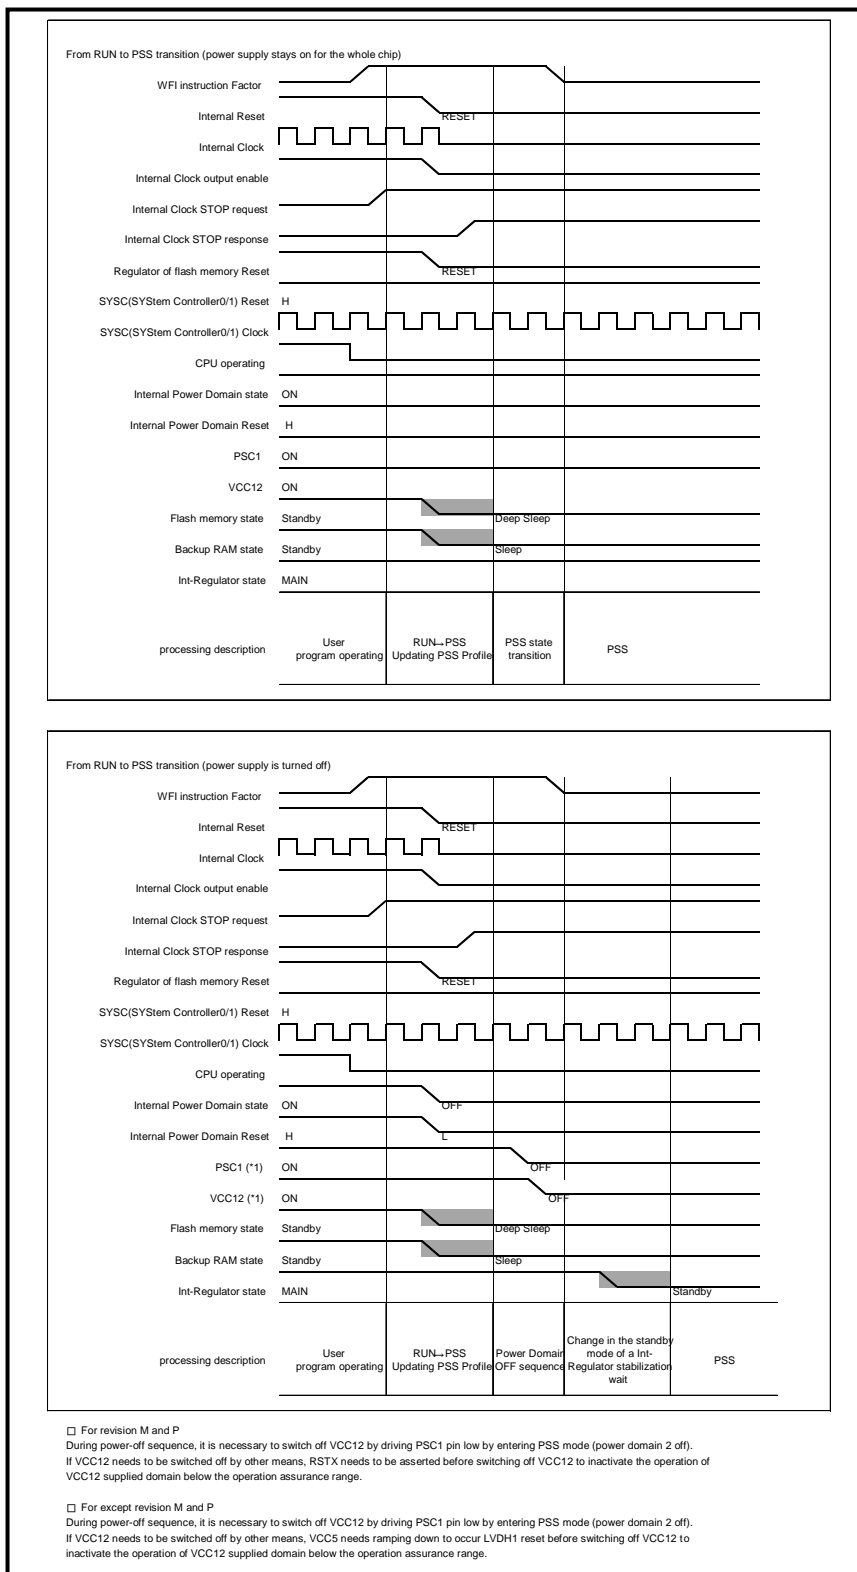 From RUN to PSS transition (power supply stays on for the whole chip)
WFI instruction Factor
Internal Reset RESET
Internal Clock
Internal Clock output enable
Internal Clock STOP request
Internal Clock STOP response
Regulator of flash memory Reset RESET
SYSC(SYStem Controller0/1) Reset H
SYSC(SYStem Controller0/1) Clock
CPU operating
Internal Power Domain state ON
Internal Power Domain Reset H
PSC1 ON
VCC12 ON
Flash memory state Standby Deep Sleep
Backup RAM state Standby Sleep
Int-Regulator state MAIN
processing description
User
program operating
RUN→PSS
Updating PSS Profile
PSS state
transition
PSS
From RUN to PSS transition (power supply is turned off)
WFI instruction Factor
Internal Reset RESET
Internal Clock
Internal Clock output enable
Internal Clock STOP request
Internal Clock STOP response
Regulator of flash memory Reset RESET
SYSC(SYStem Controller0/1) Reset H
SYSC(SYStem Controller0/1) Clock
CPU operating
Internal Power Domain state ON OFF
Internal Power Domain Reset H L
PSC1 (*1) ON OFF
VCC12 (*1) ON OFF
Flash memory state Standby Deep Sleep
Backup RAM state Standby Sleep
Int-Regulator state MAIN Standby
processing description
User
program operating
RUN→PSS
Updating PSS Profile
Power Domain
OFF sequence
Change in the standby
mode of a Int-
Regulator stabilization
wait
PSS
□ For revision M and P
During power-off sequence, it is necessary to switch off VCC12 by driving PSC1 pin low by entering PSS mode (power domain 2 off).
If VCC12 needs to be switched off by other means, RSTX needs to be asserted before switching off VCC12 to inactivate the operation of
VCC12 supplied domain below the operation assurance range.
□ For except revision M and P
During power-off sequence, it is necessary to switch off VCC12 by driving PSC1 pin low by entering PSS mode (power domain 2 off).
If VCC12 needs to be switched off by other means, VCC5 needs ramping down to occur LVDH1 reset before switching off VCC12 to
inactivate the operation of VCC12 supplied domain below the operation assurance range.